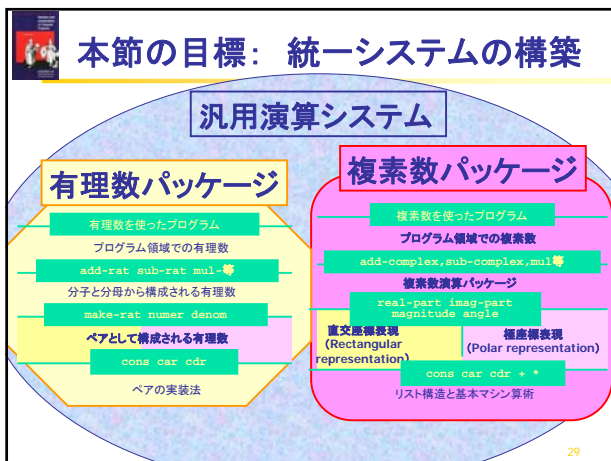 本節の目標： 統一システムの構築
汎用演算システム
有理数パッケージ
有理数を使ったプログラム
プログラム領域での有理数
add-rat sub-rat mul-等
分子と分母から構成される有理数
make-rat numer denom
ペアとして構成される有理数
cons car cdr
ペアの実装法
複素数パッケージ
複素数を使ったプログラム
プログラム領域での複素数
add-complex,sub-complex,mul等
複素数演算パッケージ
real-part imag-part
magnitude angle
直交座標表現
(Rectangular
representation)
極座標表現
(Polar representation)
cons car cdr + *
リスト構造と基本マシン算術
29